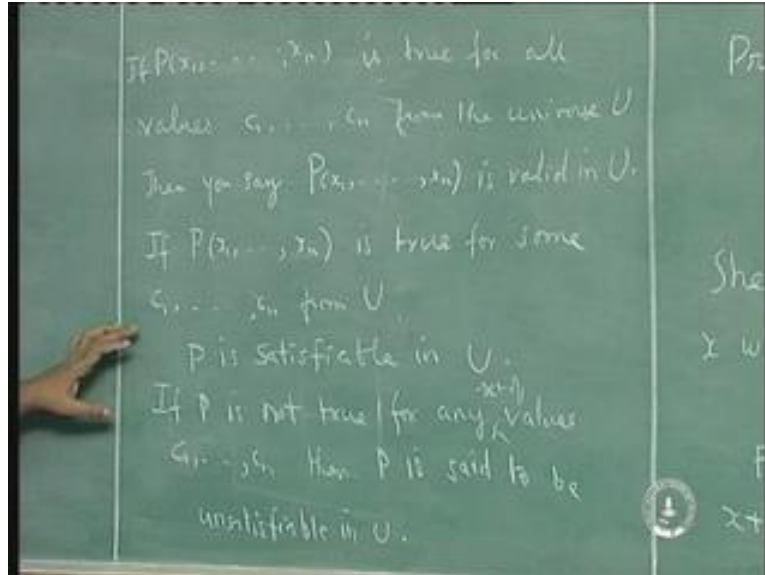 If P(x₁, ..., xₙ) is true for all
values c₁, ..., cₙ from the universe U
Then you say P(x₁, ..., xₙ) is valid in U.
If P(x₁, ..., xₙ) is true for some
c₁, ..., cₙ from U.
P is satisfiable in U.
If P is not true for any values
c₁, ..., cₙ then P is said to be
unsatisfiable in U.
Pr
She
x w
x+